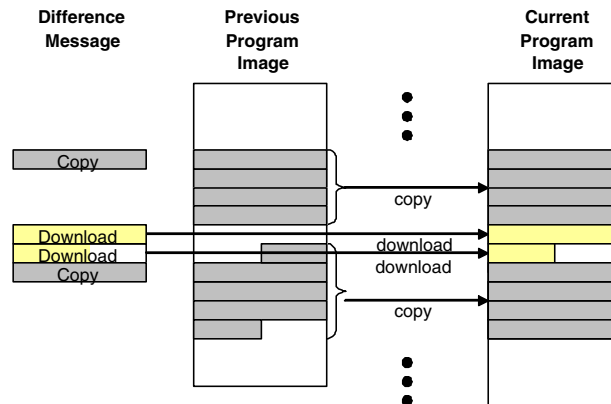 Difference
Message
Previous
Program
Image
Current
Program
Image
Copy
copy
Download
download
Download
download
Copy
copy